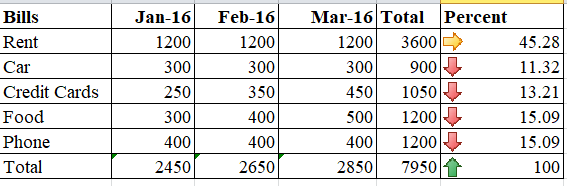 Bills Jan-16 Feb-16 Mar-16 Total Percent
Rent 1200 1200 1200 3600 45.28
Car 300 300 300 900 11.32
Credit Cards 250 350 450 1050 13.21
Food 300 400 500 1200 15.09
Phone 400 400 400 1200 15.09
Total 2450 2650 2850 7950 100